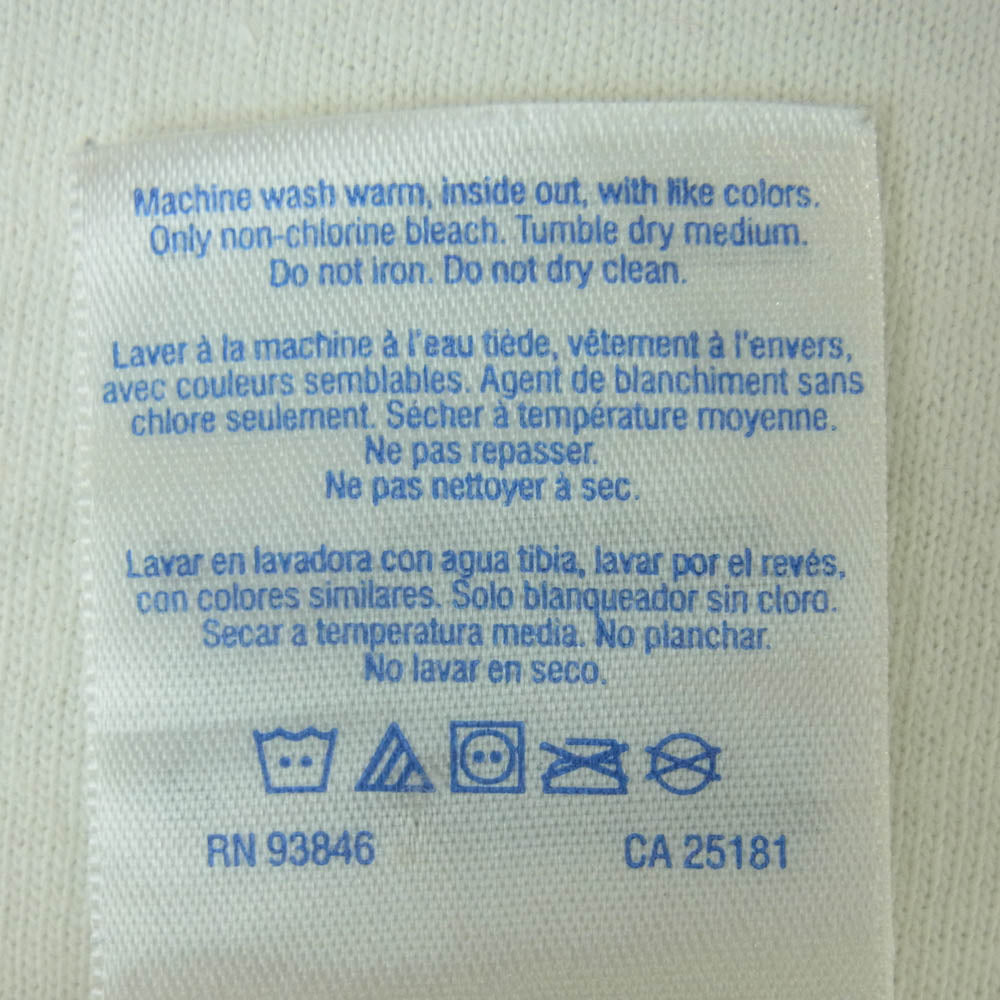 Machine wash warm, inside out, with like colors.
Only non-chlorine bleach. Tumble dry medium.
Do not iron. Do not dry clean.
Laver à la machine à l'eau tiède, vêtement à l'envers,
avec couleurs semblables. Agent de blanchiment sans
chlore seulement. Sécher à température moyenne.
Ne pas repasser.
Ne pas nettoyer à sec.
Lavar en lavadora con agua tibia, lavar por el revés,
con colores similares. Solo blanqueador sin cloro.
Secar a temperatura media. No planchar.
No lavar en seco.
RN 93846 CA 25181